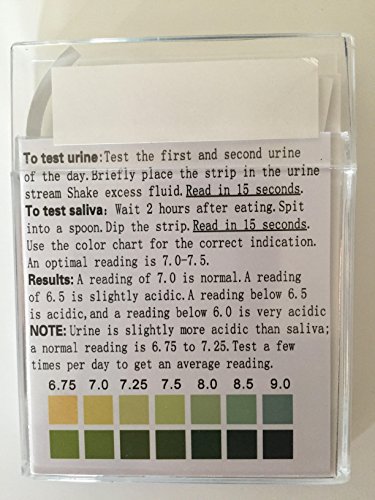 To test urine: Test the first and second urine
of the day. Briefly place the strip in the urine
stream Shake excess fluid. Read in 15 seconds.
To test saliva: Wait 2 hours after eating. Spit
into a spoon. Dip the strip. Read in 15 seconds.
Use the color chart for the correct indication.
An optimal reading is 7.0-7.5.
Results: A reading of 7.0 is normal. A reading
of 6.5 is slightly acidic. A reading below 6.5
is acidic, and a reading below 6.0 is very acidic
NOTE: Urine is slightly more acidic than saliva;
a normal reading is 6.75 to 7.25. Test a few
times per day to get an average reading.
6.75 7.0 7.25 7.5 8.0 8.5 9.0